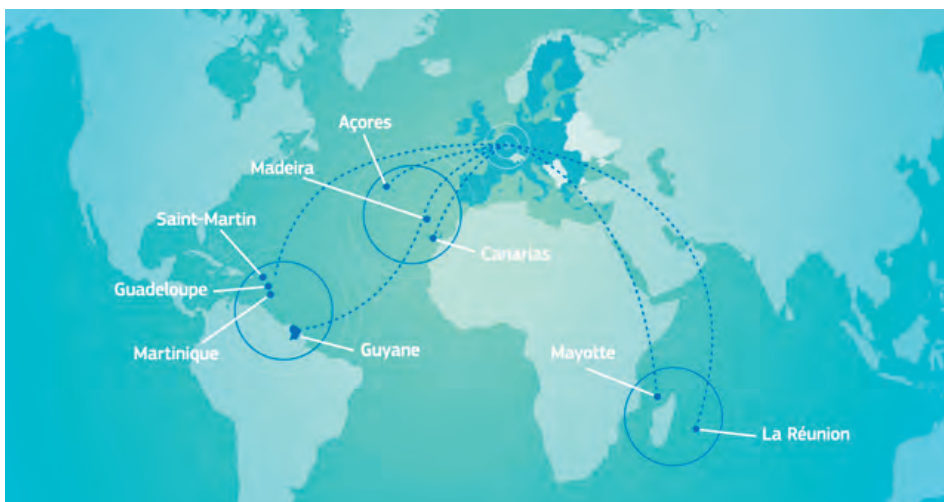 Açores
Madeira
Saint-Martin
Canarias
Guadeloupe
Martinique
Guyane
Mayotte
La Réunion